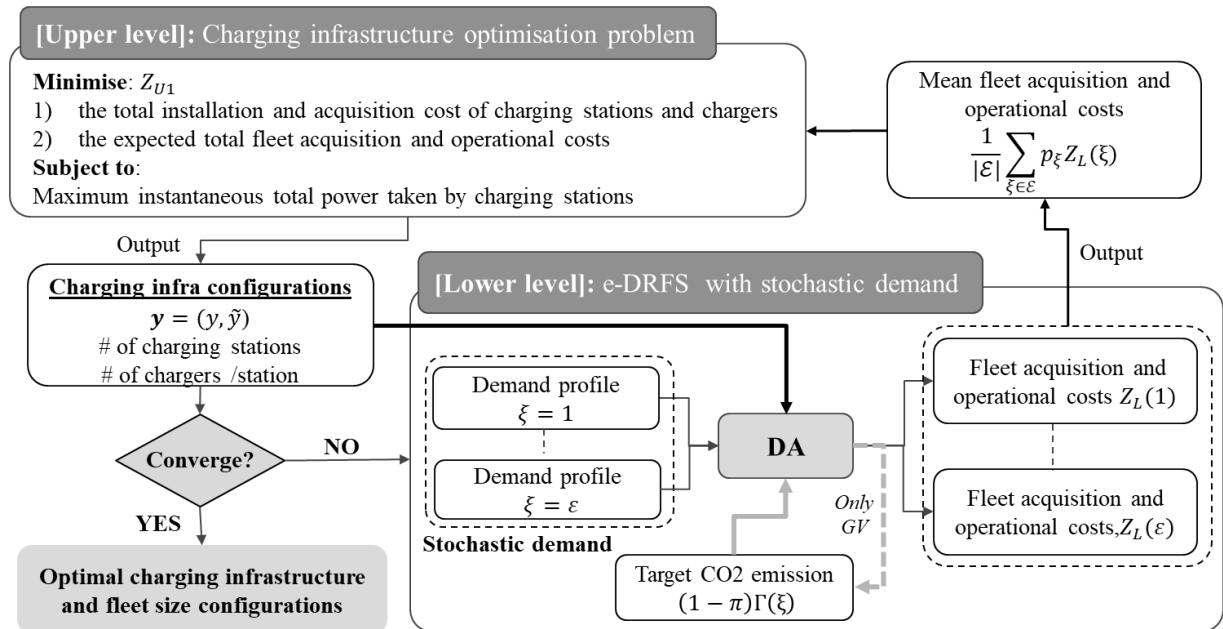 [Upper level]: Charging infrastructure optimisation problem
Minimise: Z_{U1}
1) the total installation and acquisition cost of charging stations and chargers
2) the expected total fleet acquisition and operational costs
Subject to:
Maximum instantaneous total power taken by charging stations
Mean fleet acquisition and
operational costs
\frac{1}{|ℰ|} \sum_{ξ∈ℰ} p_ξ Z_L(ξ)
Output
Output
Charging infra configurations
𝒚 = (y, ỹ)
# of charging stations
# of chargers /station
Converge?
NO
YES
Optimal charging infrastructure
and fleet size configurations
[Lower level]: e-DRFS with stochastic demand
Demand profile
ξ = 1
Demand profile
ξ = ε
Stochastic demand
DA
Only
GV
Target CO2 emission
(1 − π)Γ(ξ)
Fleet acquisition and
operational costs Z_L(1)
Fleet acquisition and
operational costs,Z_L(ε)